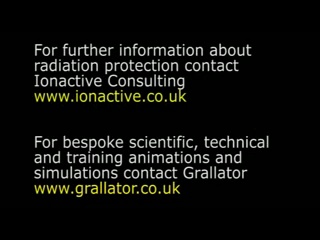 For further information about
radiation protection contact
Ionactive Consulting
www.ionactive.co.uk
For bespoke scientific, technical
and training animations and
simulations contact Grallator
www.grallator.co.uk